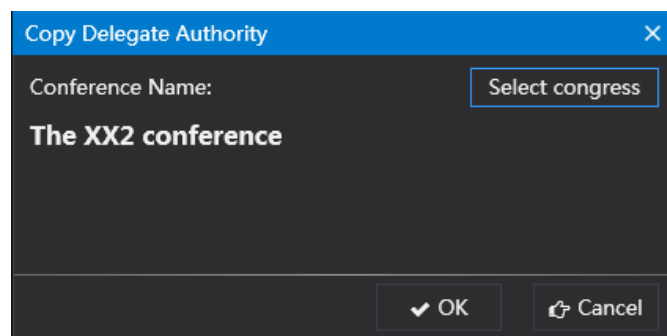 Copy Delegate Authority
Conference Name:
Select congress
The XX2 conference
OK
Cancel